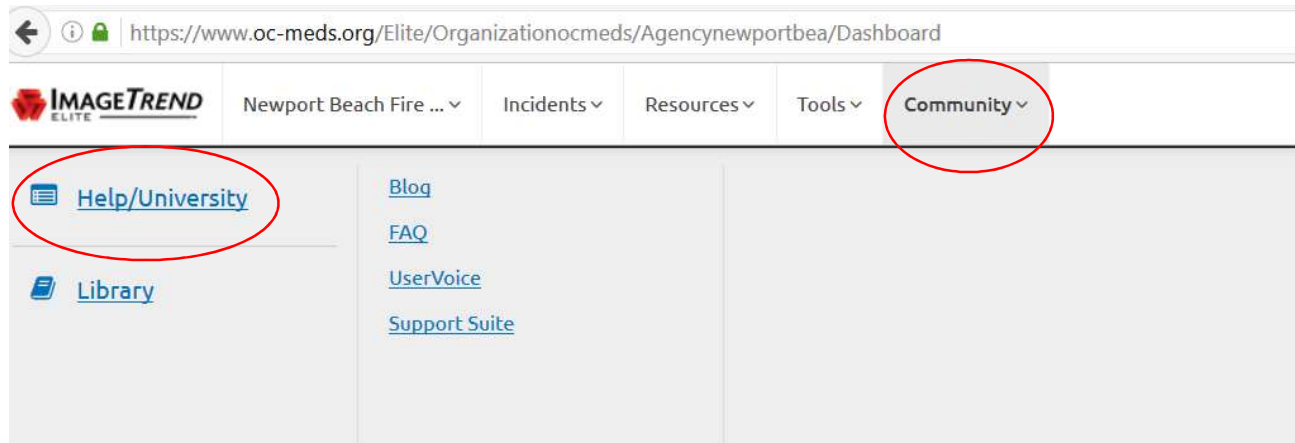 https://www.oc-meds.org/Elite/Organizationocmeds/Agencynewportbea/Dashboard
IMAGETREND
ELITE
Newport Beach Fire ... Incidents Resources Tools Community
Help/University
Library
Blog
FAQ
UserVoice
Support Suite